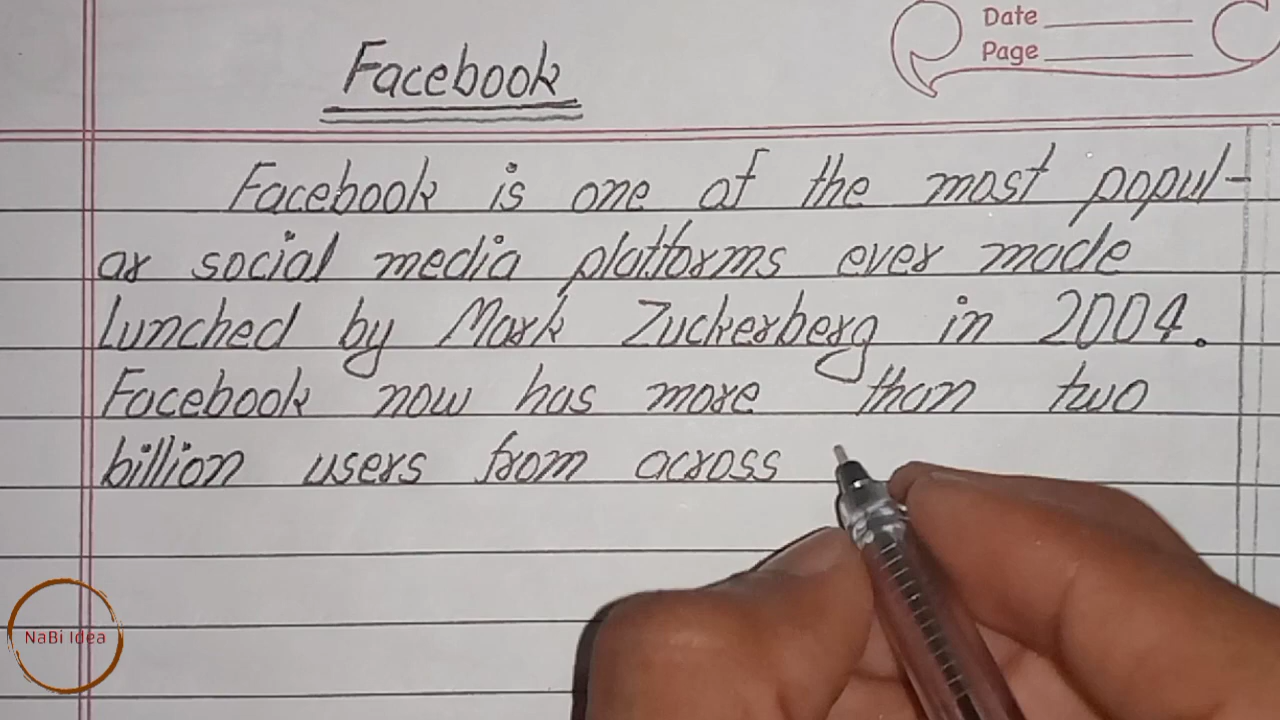 Date
Page
Facebook
Facebook is one of the most popul-
ar social media platforms ever made
lunched by Mark Zuckerberg in 2004.
Facebook now has more than two
billion users from across
NaBi Idea